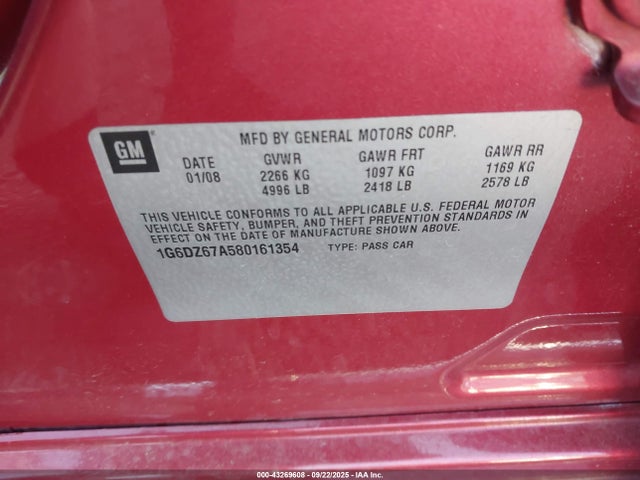 GM
MFD BY GENERAL MOTORS CORP.
DATE GVWR GAWR FRT GAWR RR
01/08 2266 KG 1097 KG 1169 KG
4996 LB 2418 LB 2578 LB
THIS VEHICLE CONFORMS TO ALL APPLICABLE U.S. FEDERAL MOTOR
VEHICLE SAFETY, BUMPER, AND THEFT PREVENTION STANDARDS IN
EFFECT ON THE DATE OF MANUFACTURE SHOWN ABOVE.
1G6DZ67A580161354 TYPE: PASS CAR
000-43269608 - 09/22/2025 - IAA Inc.